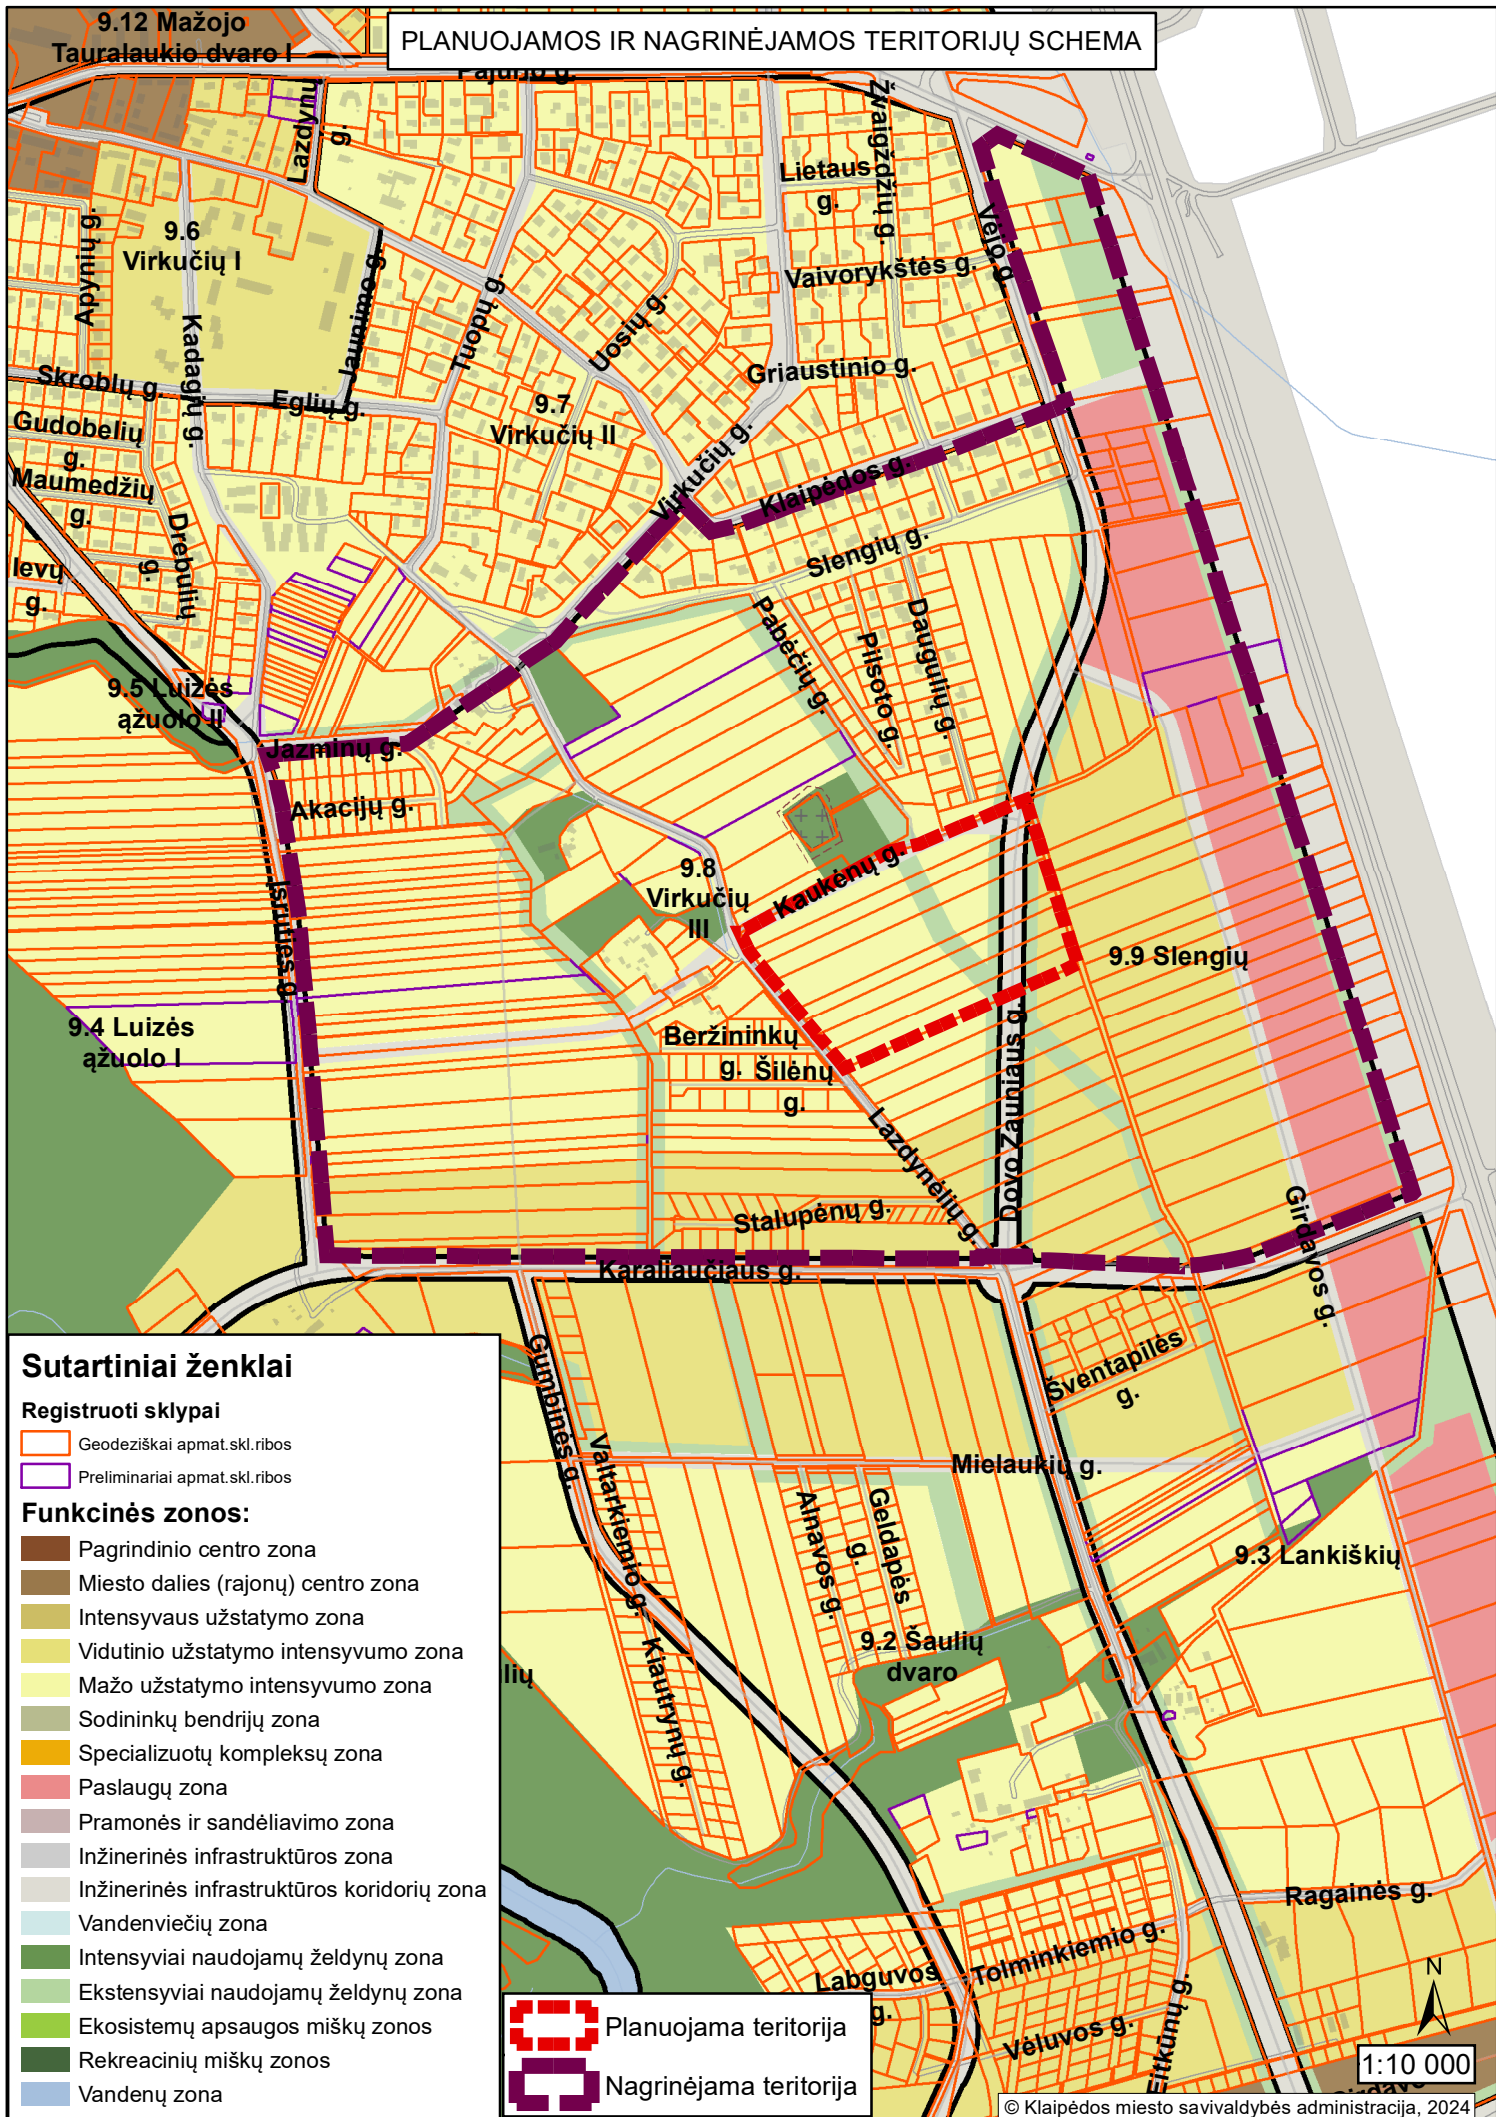 PLANUOJAMOS IR NAGRINĖJAMOS TERITORIJŲ SCHEMA
9.12 Mažojo
Tauralaukio dvaro I
Pajūrio g.
Lazdynų
g.
Žvaigždžių g.
Lietaus
g.
Vėjo g.
Vaivorykštės g.
9.6
Virkučių I
Apynių g.
Kadagių g.
Jaunimo g.
Tuopų g.
Uosių g.
Griaustinio g.
Skroblų g.
Eglių g.
9.7
Virkučių II
Gudobelių
g.
Maumedžių
g.
Drebulių
g.
Ievų
g.
Virkučių g.
Klaipėdos g.
Slengių g.
Pabėčių g.
Pilsoto g.
Daugulių g.
9.5 Luizės
ąžuolo II
Jazminų g.
Akacijų g.
Įsruties g.
9.8
Virkučių
III
Kaukėnų g.
9.9 Slengių
9.4 Luizės
ąžuolo I
Beržininkų
g.
Šilėnų
g.
Dovo Zauniaus g.
Lazdynėlių g.
Stalupėnų g.
Girdavos g.
Karaliaučiaus g.
Gumbinės g.
Šventapilės
g.
Valtarkiemio g.
Mielaukių g.
Alnavos g.
Geldapės
g.
9.3 Lankiškių
9.2 Šaulių
dvaro
Kiautrynų g.
lių
Ragainės g.
Tolminkiemio g.
Labguvos
g.
Vėluvos g.
Eitkūnų g.
Sutartiniai ženklai
Registruoti sklypai
Geodeziškai apmat.skl.ribos
Preliminariai apmat.skl.ribos
Funkcinės zonos:
Pagrindinio centro zona
Miesto dalies (rajonų) centro zona
Intensyvaus užstatymo zona
Vidutinio užstatymo intensyvumo zona
Mažo užstatymo intensyvumo zona
Sodininkų bendrijų zona
Specializuotų kompleksų zona
Paslaugų zona
Pramonės ir sandėliavimo zona
Inžinerinės infrastruktūros zona
Inžinerinės infrastruktūros koridorių zona
Vandenviečių zona
Intensyviai naudojamų želdynų zona
Ekstensyviai naudojamų želdynų zona
Ekosistemų apsaugos miškų zonos
Rekreacinių miškų zonos
Vandenų zona
Planuojama teritorija
Nagrinėjama teritorija
N
1:10 000
© Klaipėdos miesto savivaldybės administracija, 2024